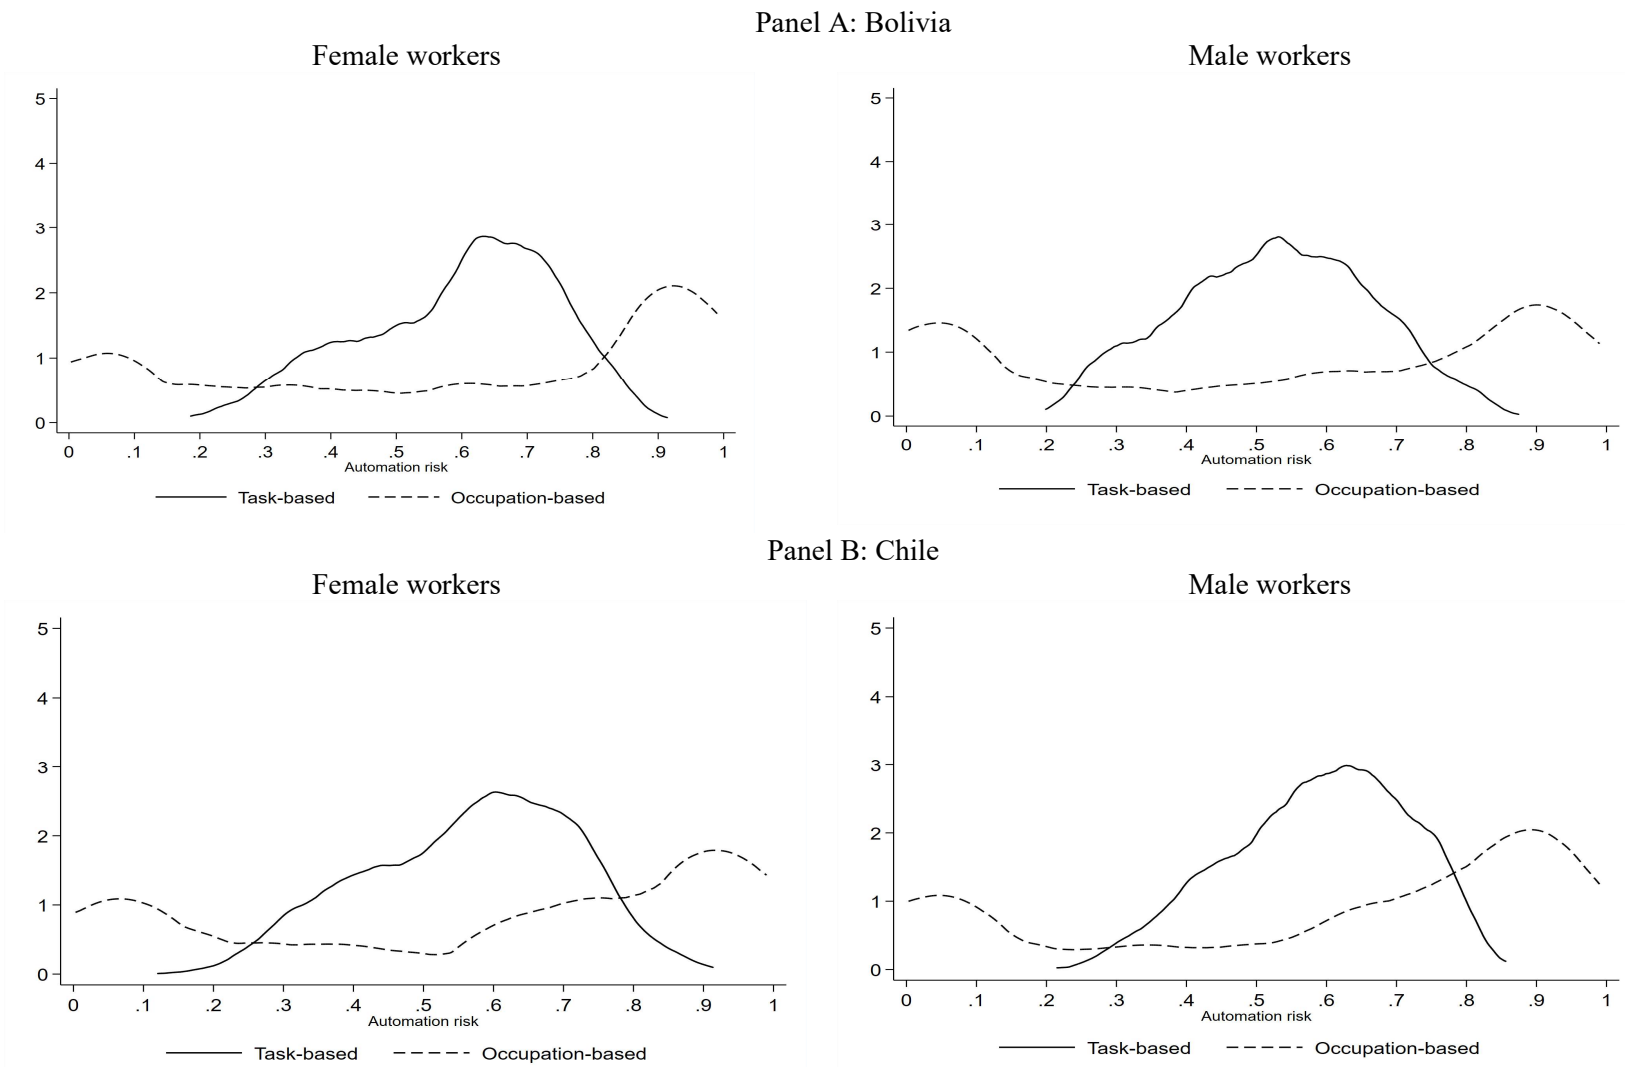 Panel A: Bolivia
Female workers
5
4
3
2
1
0
0 .1 .2 .3 .4 .5 .6 .7 .8 .9 1
Automation risk
Task-based Occupation-based
Male workers
5
4
3
2
1
0
0 .1 .2 .3 .4 .5 .6 .7 .8 .9 1
Automation risk
Task-based Occupation-based
Panel B: Chile
Female workers
5
4
3
2
1
0
0 .1 .2 .3 .4 .5 .6 .7 .8 .9 1
Automation risk
Task-based Occupation-based
Male workers
5
4
3
2
1
0
0 .1 .2 .3 .4 .5 .6 .7 .8 .9 1
Automation risk
Task-based Occupation-based